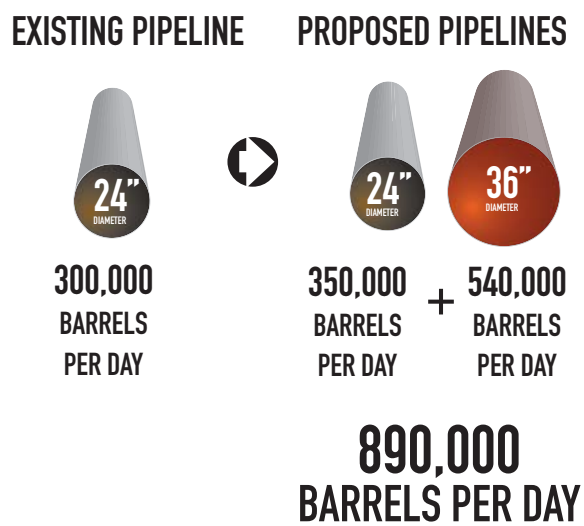 EXISTING PIPELINE
24”
DIAMETER
300,000
BARRELS
PER DAY
PROPOSED PIPELINES
24”
DIAMETER
36”
DIAMETER
350,000
BARRELS
PER DAY
+
540,000
BARRELS
PER DAY
890,000
BARRELS PER DAY